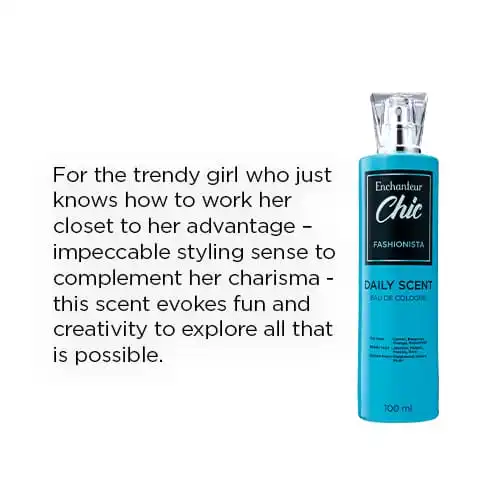 For the trendy girl who just
knows how to work her
closet to her advantage –
impeccable styling sense to
complement her charisma -
this scent evokes fun and
creativity to explore all that
is possible.
Enchanteur
Chic
FASHIONISTA
DAILY SCENT
EAU DE COLOGNE
100 ml